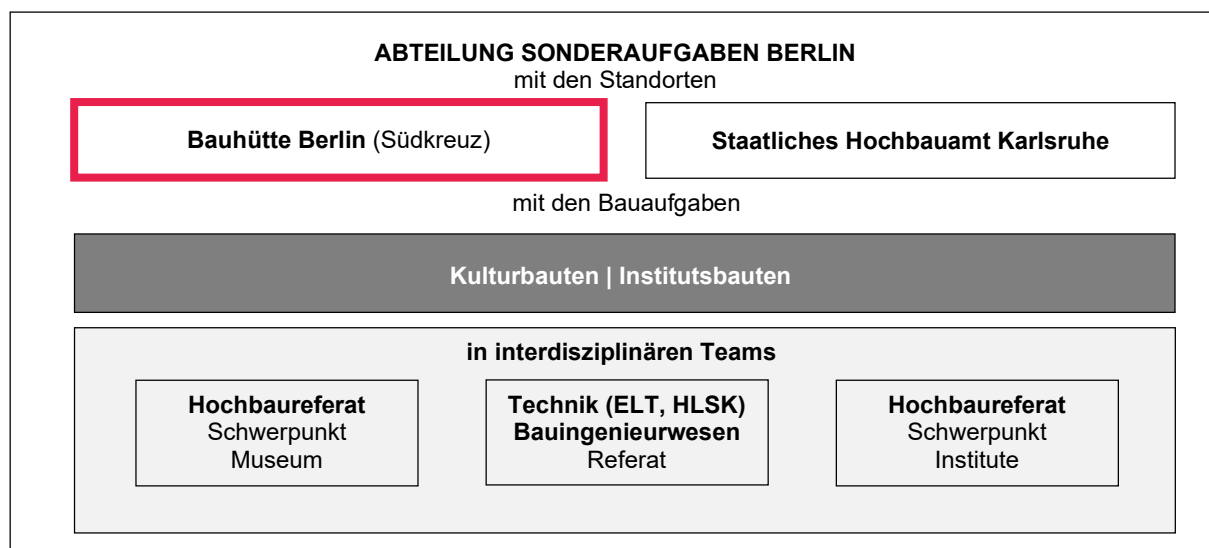 ABTEILUNG SONDERAUFGABEN BERLIN
mit den Standorten
Bauhütte Berlin (Südkreuz)
Staatliches Hochbauamt Karlsruhe
mit den Bauaufgaben
Kulturbauten | Institutsbauten
in interdisziplinären Teams
Hochbaureferat
Schwerpunkt
Museum
Technik (ELT, HLSK)
Bauingenieurwesen
Referat
Hochbaureferat
Schwerpunkt
Institute